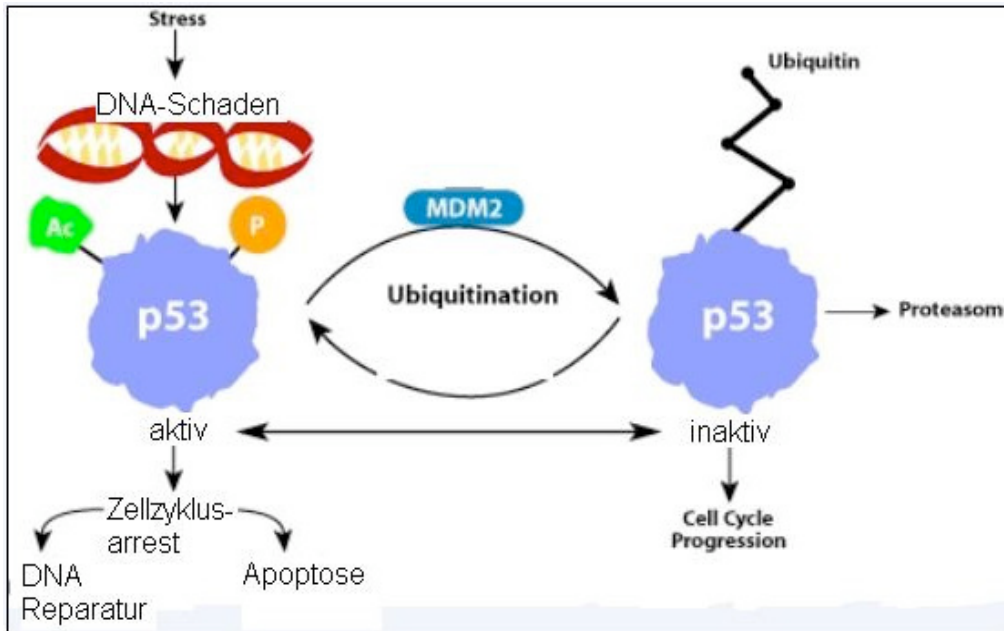 Stress
DNA-Schaden
Ubiquitin
Ac
P
MDM2
Ubiquitination
p53
p53
Proteasom
aktiv
inaktiv
Zellzyklus-
arrest
Cell Cycle
Progression
DNA
Reparatur
Apoptose